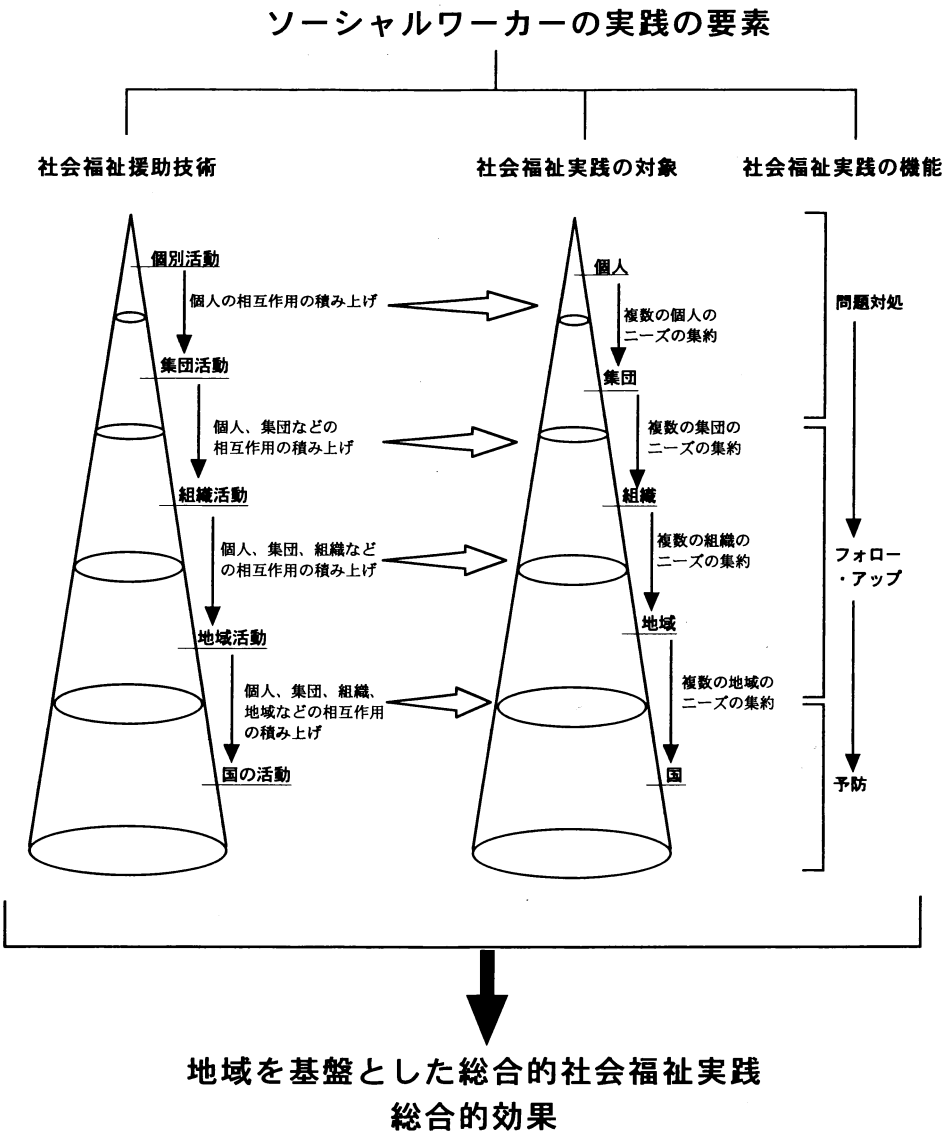 ソーシャルワーカーの実践の要素
社会福祉援助技術
社会福祉実践の対象
社会福祉実践の機能
個別活動
個人の相互作用の積み上げ
集団活動
個人、集団などの
相互作用の積み上げ
組織活動
個人、集団、組織など
の相互作用の積み上げ
地域活動
個人、集団、組織、
地域などの相互作用
の積み上げ
国の活動
個人
複数の個人の
ニーズの集約
集団
複数の集団の
ニーズの集約
組織
複数の組織の
ニーズの集約
地域
複数の地域の
ニーズの集約
国
問題対処
フォロー
・アップ
予防
地域を基盤とした総合的社会福祉実践
総合的効果